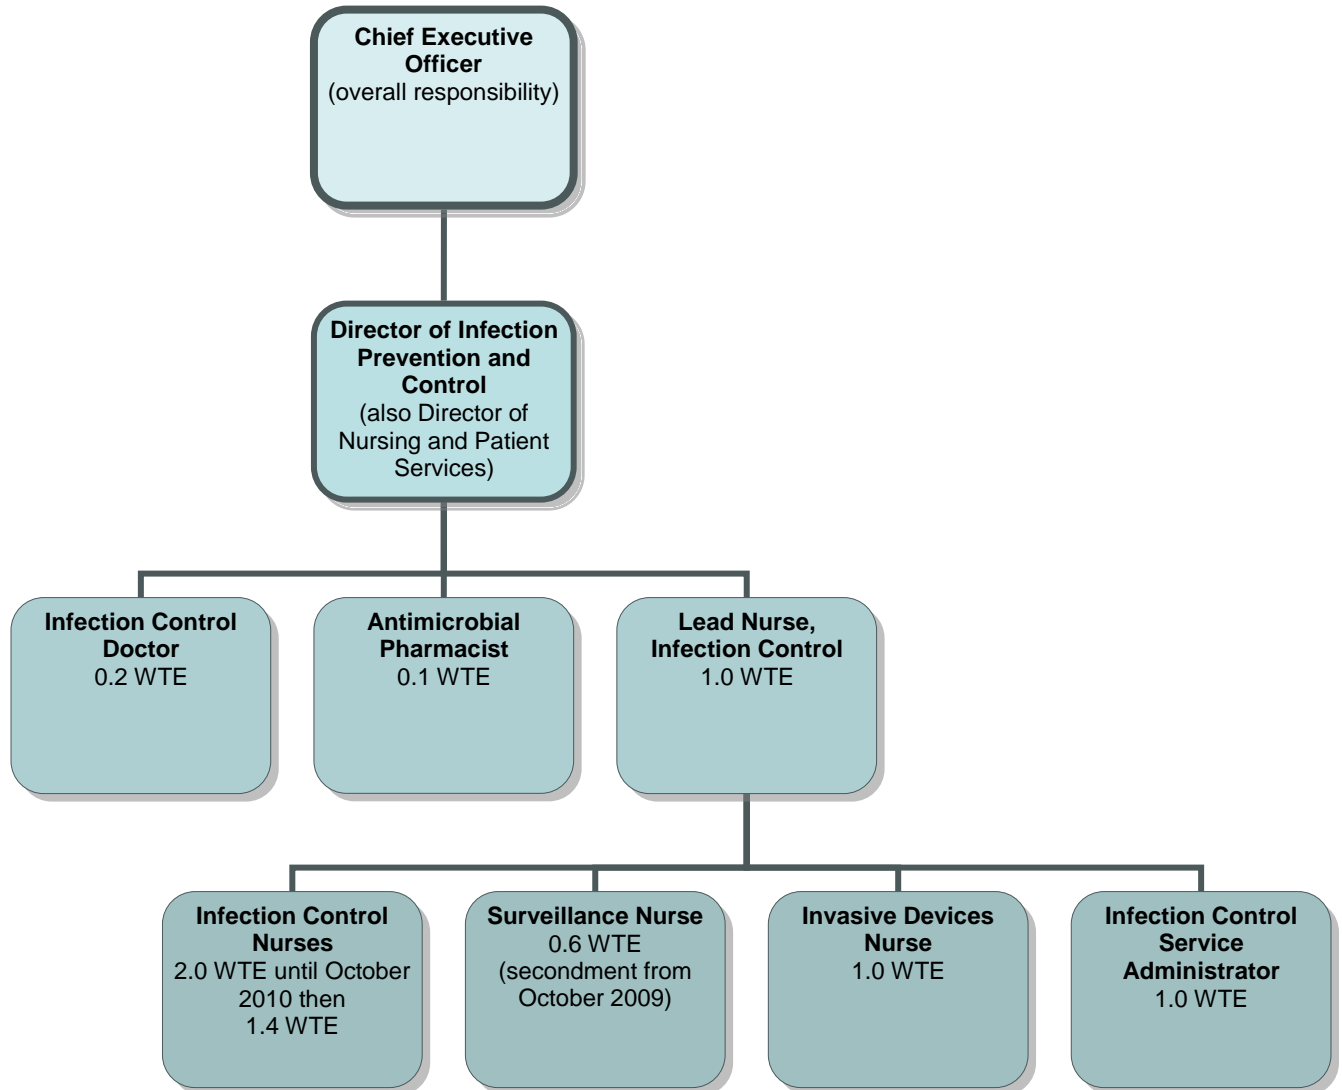 Chief Executive
Officer
(overall responsibility)
Director of Infection
Prevention and
Control
(also Director of
Nursing and Patient
Services)
Infection Control
Doctor
0.2 WTE
Antimicrobial
Pharmacist
0.1 WTE
Lead Nurse,
Infection Control
1.0 WTE
Infection Control
Nurses
2.0 WTE until October
2010 then
1.4 WTE
Surveillance Nurse
0.6 WTE
(secondment from
October 2009)
Invasive Devices
Nurse
1.0 WTE
Infection Control
Service
Administrator
1.0 WTE